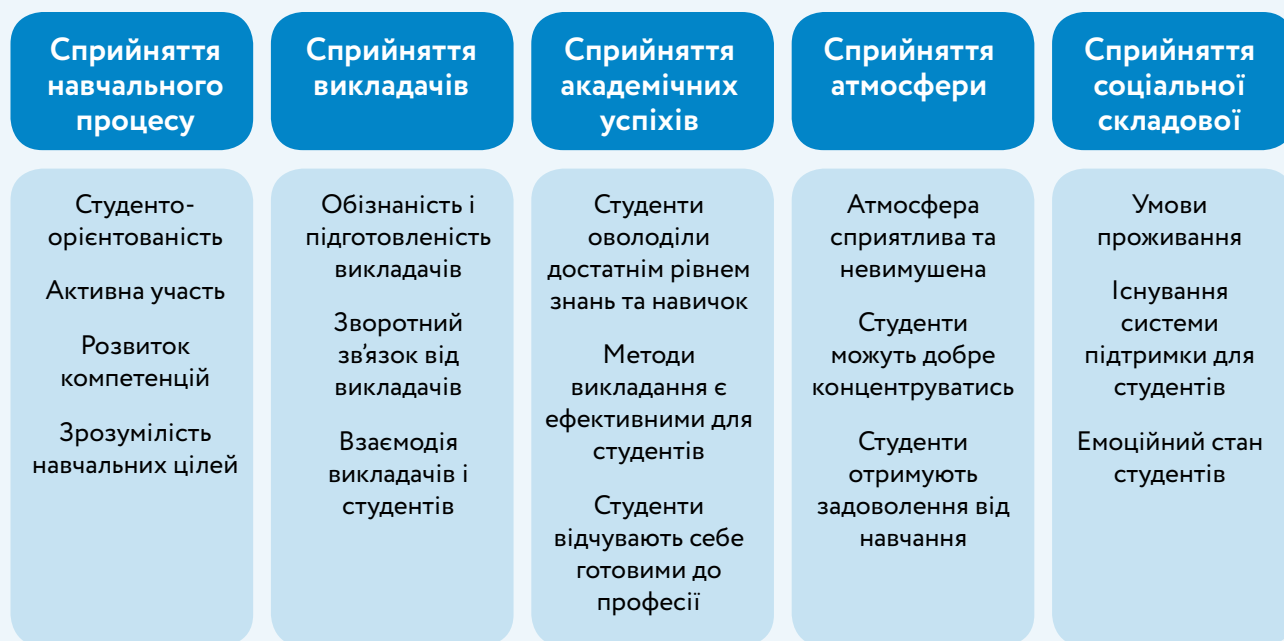 Сприйняття
навчального
процесу
Студенто-
орієнтованість
Активна участь
Розвиток
компетенцій
Зрозумілість
навчальних цілей
Сприйняття
викладачів
Обізнаність і
підготовленість
викладачів
Зворотний
зв'язок від
викладачів
Взаємодія
викладачів і
студентів
Сприйняття
академічних
успіхів
Студенти
оволоділи
достатнім рівнем
знань та навичок
Методи
викладання є
ефективними для
студентів
Студенти
відчувають себе
готовими до
професії
Сприйняття
атмосфери
Атмосфера
сприятлива та
невимушена
Студенти
можуть добре
концентруватись
Студенти
отримують
задоволення від
навчання
Сприйняття
соціальної
складової
Умови
проживання
Існування
системи
підтримки для
студентів
Емоційний стан
студентів